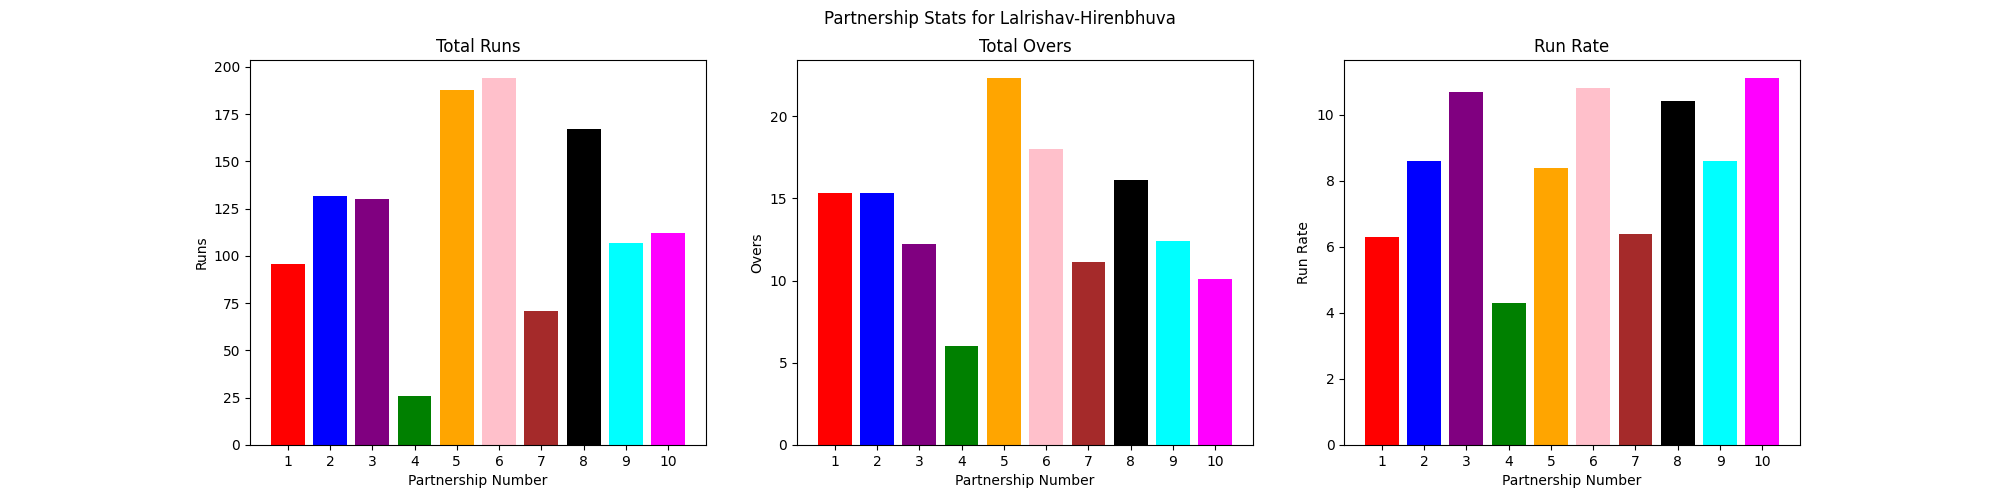 Partnership Stats for Lalrishav-Hirenbhuva
Total Runs
Runs
200
175
150
125
100
75
50
25
0
1 2 3 4 5 6 7 8 9 10
Partnership Number
Total Overs
Overs
20
15
10
5
0
1 2 3 4 5 6 7 8 9 10
Partnership Number
Run Rate
Run Rate
10
8
6
4
2
0
1 2 3 4 5 6 7 8 9 10
Partnership Number